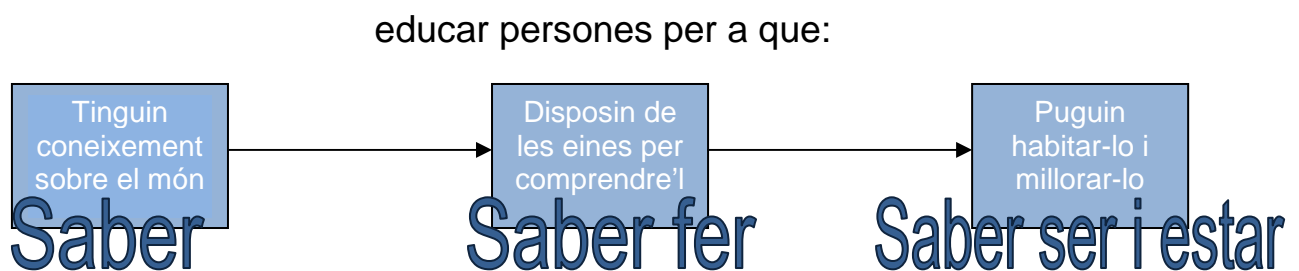 educar persones per a que:
Tinguin
coneixement
sobre el món
Saber
Disposin de
les eines per
comprendre’l
Saber fer
Puguin
habitar-lo i
millorar-lo
Saber ser i estar